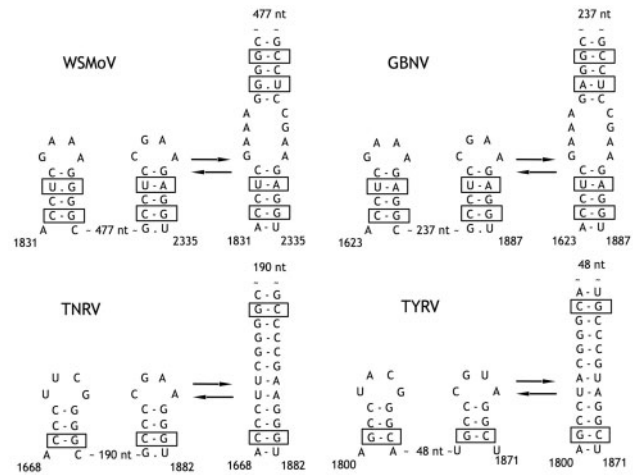 477 nt
- -
C - G
G - C
G - C
G . U
G - C
A C
A G
A A
G A
C - G
U - A
C - G
C - G
A - U
1831 2335
WSMoV
A A
G A
C - G
U . G
C - G
C - G
A C
1831
- 477 nt -
G A
C A
C - G
U - A
C - G
C - G
G . U
2335
237 nt
- -
C - G
G - C
G - C
A - U
G - C
A C
A G
A A
G A
C - G
U - A
C - G
C - G
A - U
1623 1887
GBNV
A A
G A
C - G
U - A
C - G
C - G
A C
1623
- 237 nt -
G A
C A
C - G
U - A
C - G
C - G
G . U
1887
190 nt
- -
C - G
G - C
G - C
G - C
G - C
C - G
U - A
U - A
C - G
C - G
C - G
A - U
1668 1882
TNRV
U C
U G
C - G
C - G
C - G
A C
1668
- 190 nt -
G A
C A
C - G
C - G
C - G
G . U
1882
48 nt
- -
A - U
C - G
G - C
G - C
G - C
C - G
A - U
U - A
C - G
C - G
G - C
A - U
1800 1871
TYRV
A C
U G
C - G
C - G
G - C
A A
1800
- 48 nt -
G U
C A
C - G
C - G
G - C
U U
1871